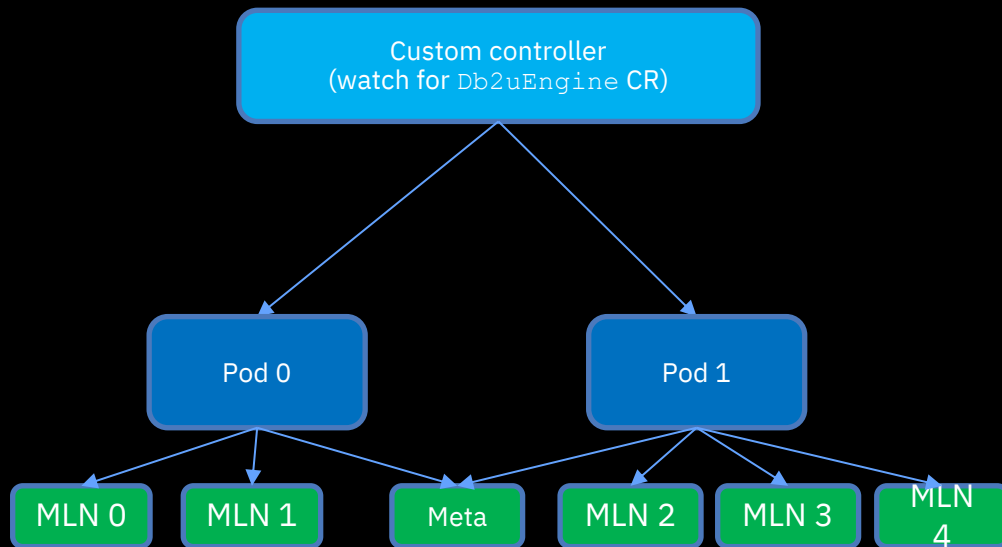 Custom controller
(watch for Db2uEngine CR)
Pod 0
Pod 1
MLN 0
MLN 1
Meta
MLN 2
MLN 3
MLN
4